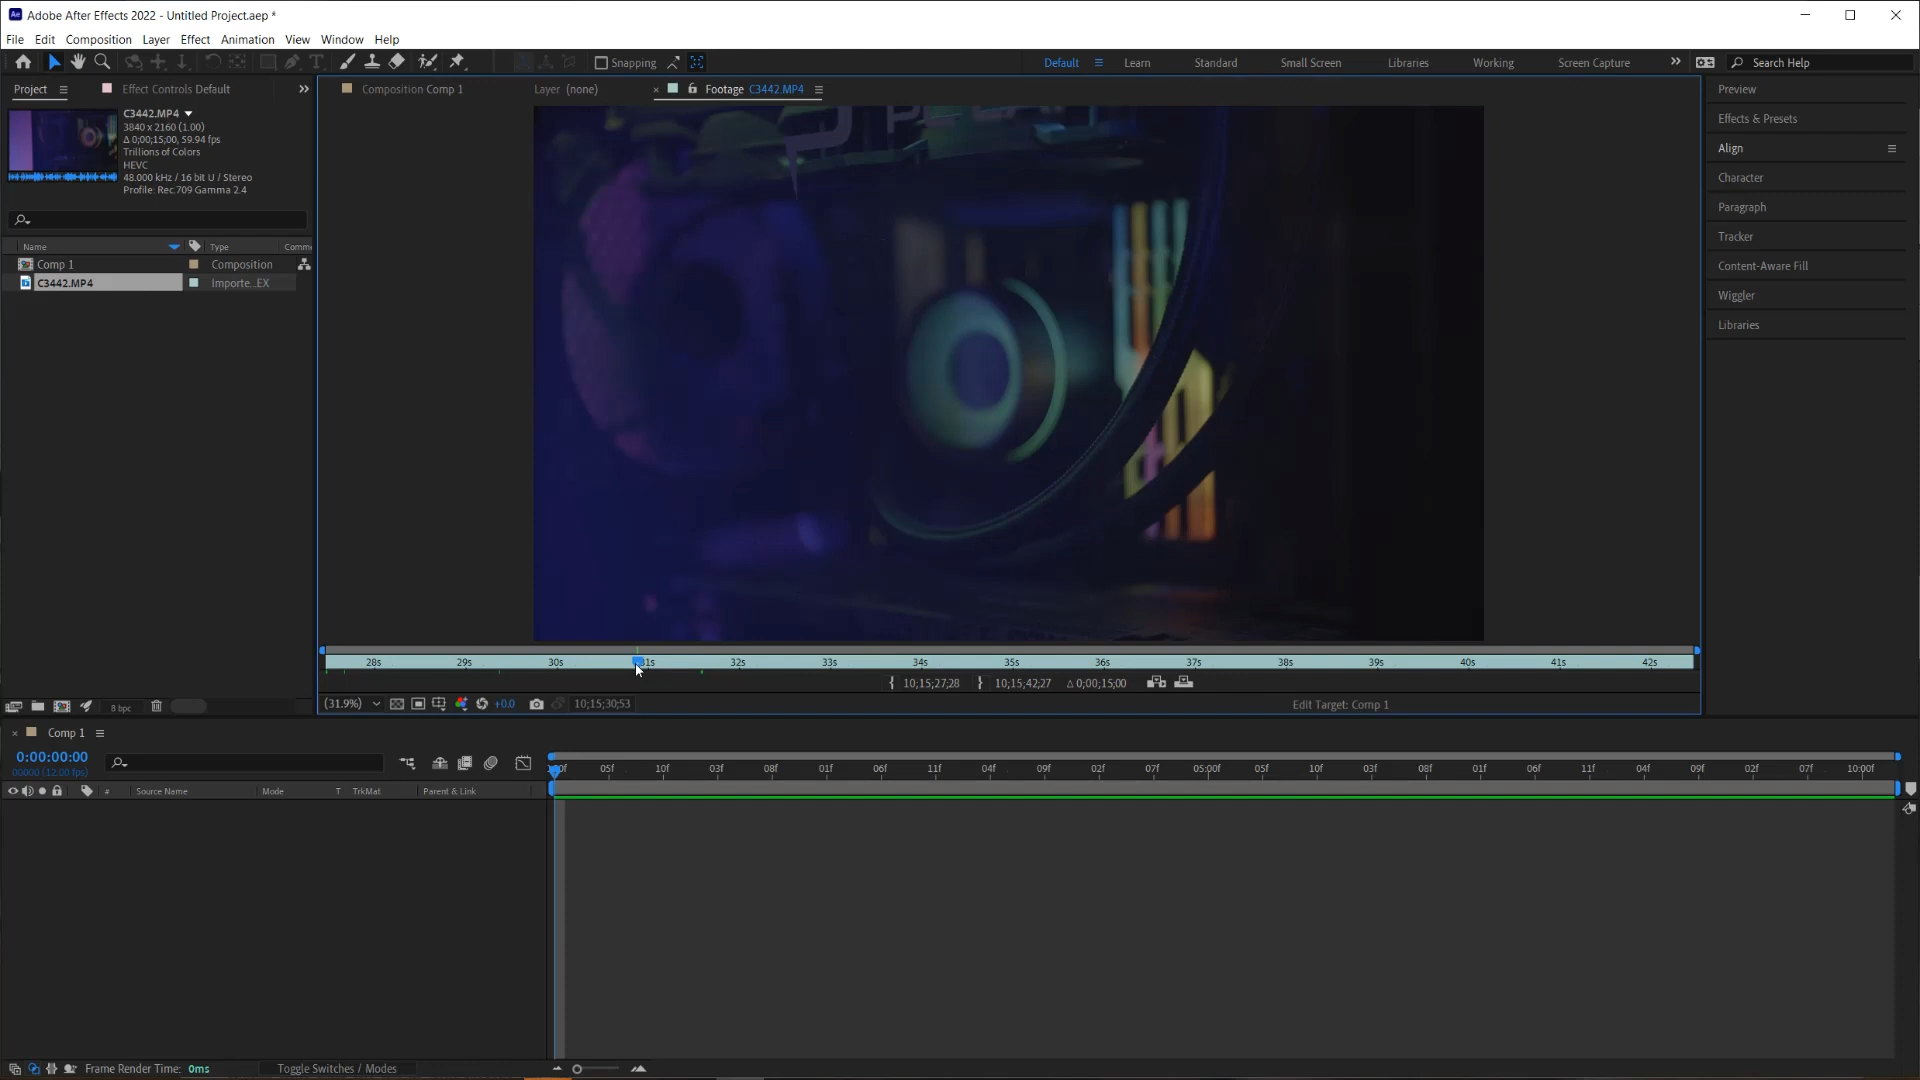 Ae Adobe After Effects 2022 - Untitled Project.aep *
File Edit Composition Layer Effect Animation View Window Help
Snapping Default Learn Standard Small Screen Libraries Working Screen Capture Search Help
Project Effect Controls Default Composition Comp 1 Layer (none) Footage C3442.MP4 Preview
C3442.MP4
3840 x 2160 (1.00)
Δ 0;00;15;00, 59.94 fps
Trillions of Colors
HEVC
48.000 kHz / 16 bit U / Stereo
Profile: Rec.709 Gamma 2.4
Effects & Presets
Align
Character
Paragraph
Tracker
Content-Aware Fill
Wiggler
Libraries
Name Type Comme
Comp 1 Composition
C3442.MP4 Importe...EX
28s 29s 30s 31s 32s 33s 34s 35s 36s 37s 38s 39s 40s 41s 42s
10;15;27;28 10;15;42;27 Δ 0;00;15;00
8 bpc (31.9%) +0.0 10;15;30;53 Edit Target: Comp 1
Comp 1
0:00:00:00
00000 (12.00 fps)
05f 10f 03f 08f 01f 06f 11f 04f 09f 02f 07f 05:00f 05f 10f 03f 08f 01f 06f 11f 04f 09f 02f 07f 10:00f
# Source Name Mode T TrkMat Parent & Link
Frame Render Time: 0ms Toggle Switches / Modes